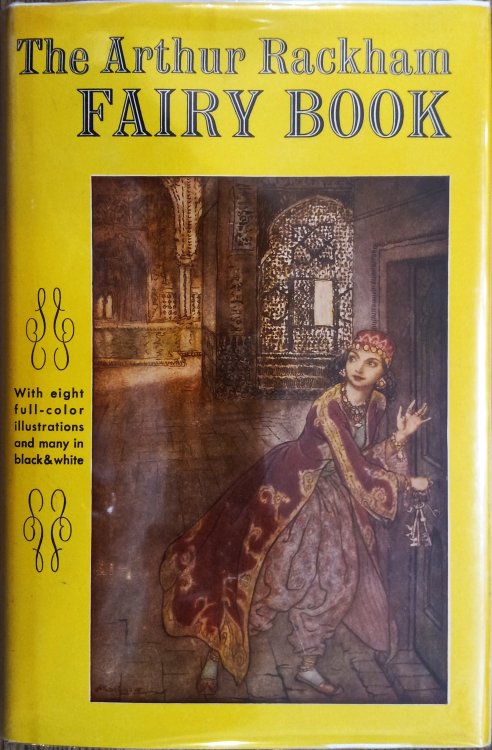 The Arthur Rackham
FAIRY BOOK
With eight
full-color
illustrations
and many in
black & white